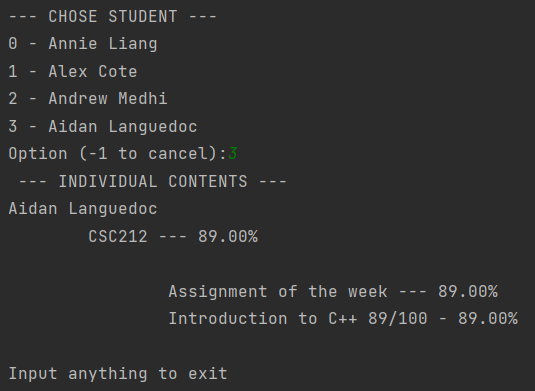 --- CHOSE STUDENT ---
0 - Annie Liang
1 - Alex Cote
2 - Andrew Medhi
3 - Aidan Languedoc
Option (-1 to cancel):3
--- INDIVIDUAL CONTENTS ---
Aidan Languedoc
CSC212 --- 89.00%
Assignment of the week --- 89.00%
Introduction to C++ 89/100 - 89.00%
Input anything to exit